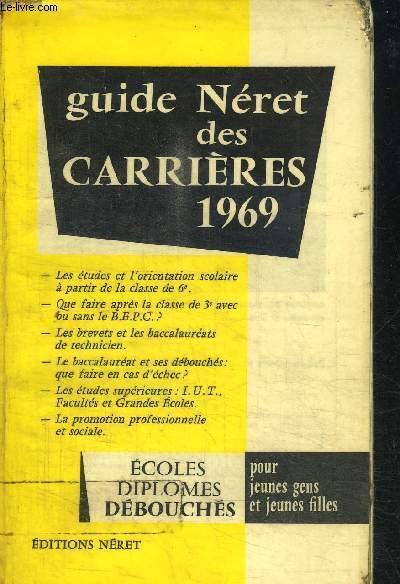 Le-livre.fr
guide Néret
des
CARRIÈRES
1969
— Les études et l'orientation scolaire
à partir de la classe de 6e.
— Que faire après la classe de 3e avec
ou sans le B.E.P.C. ?
— Les brevets et les baccalauréats
de technicien.
— Le baccalauréat et ses débouchés :
que faire en cas d'échec ?
— Les études supérieures : I.U.T.,
Facultés et Grandes Écoles.
— La promotion professionnelle
et sociale.
ÉCOLES
DIPLOMES
DÉBOUCHÉS
pour
jeunes gens
et jeunes filles
ÉDITIONS NÉRET